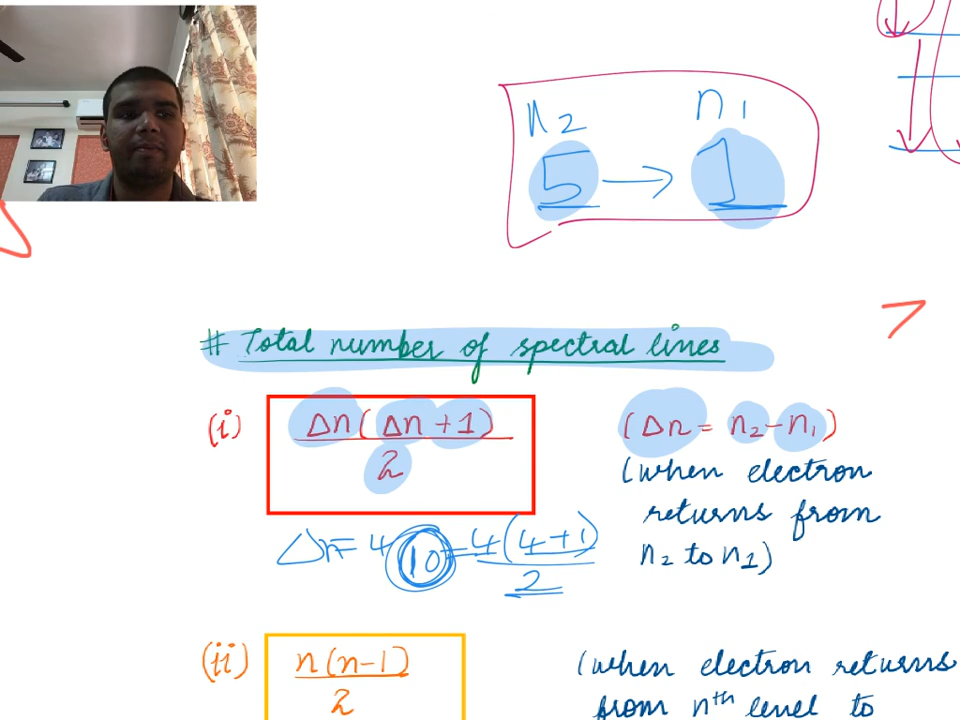 n2 n1
5 → 1
# Total number of spectral lines
(i) Δn(Δn+1)
2
(Δn = n2-n1)
(when electron
returns from
n2 to n1)
Δn=4 10 = 4(4+1)
2
(ii) n(n-1)
2
(when electron returns
from nth level to